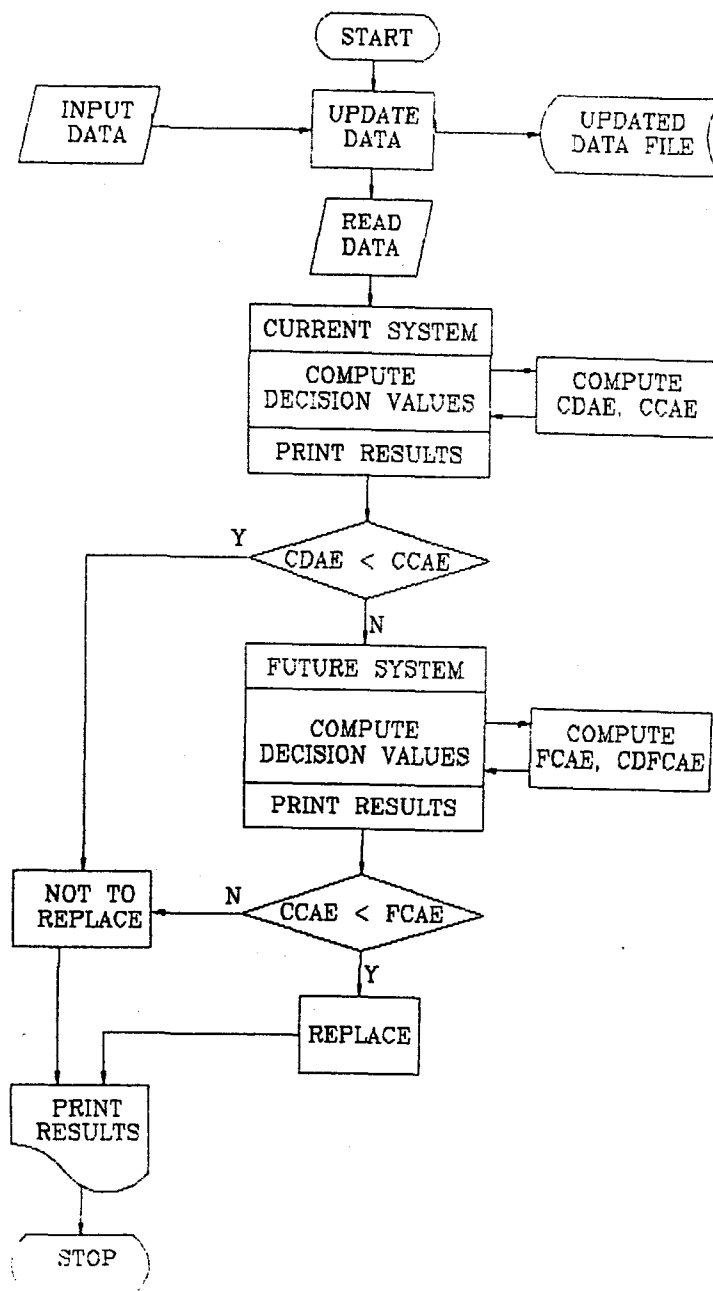 START
INPUT
DATA
UPDATE
DATA
UPDATED
DATA FILE
READ
DATA
CURRENT SYSTEM
COMPUTE
DECISION VALUES
COMPUTE
CDAE, CCAE
PRINT RESULTS
Y
CDAE < CCAE
N
FUTURE SYSTEM
COMPUTE
DECISION VALUES
COMPUTE
FCAE, CDFCAE
PRINT RESULTS
NOT TO
REPLACE
N
CCAE < FCAE
Y
REPLACE
PRINT
RESULTS
STOP